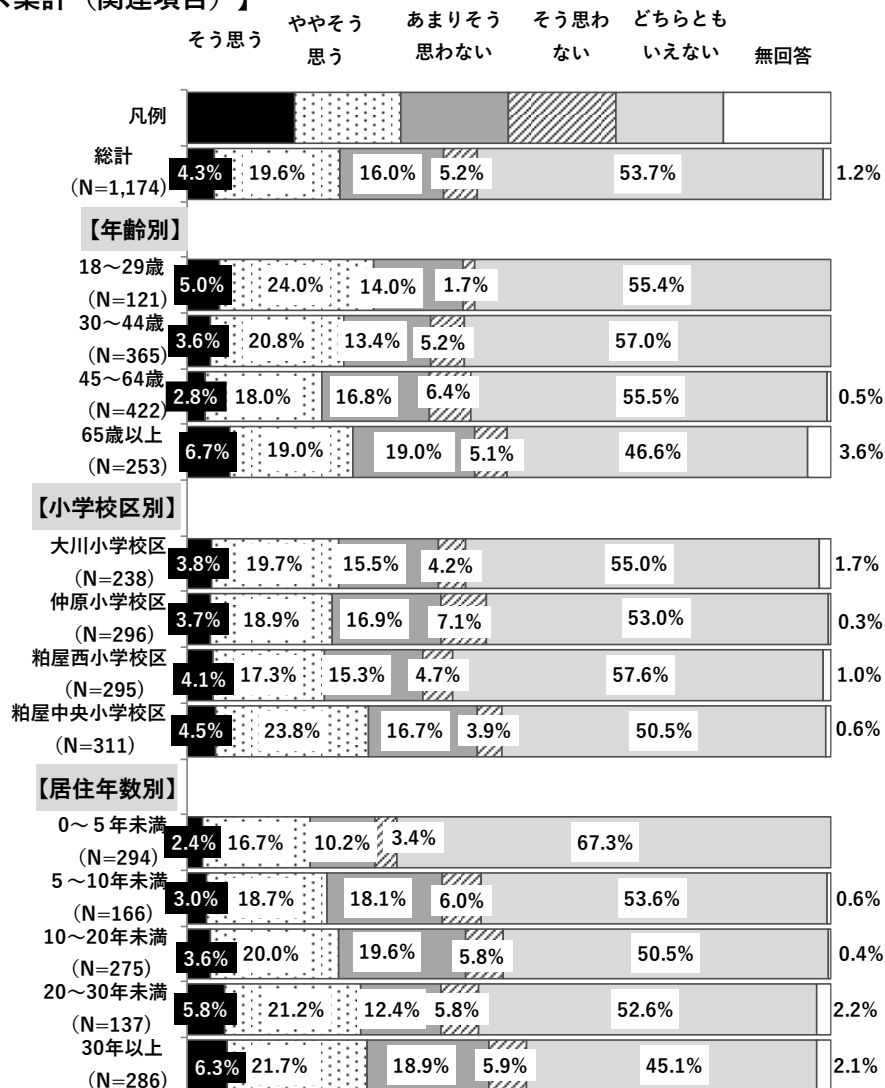 集計（関連項目）】
そう思う ややそう あまりそう そう思わ どちらとも
思う 思わない ない いえない 無回答
凡例
総計
（N=1,174） 4.3% 19.6% 16.0% 5.2% 53.7% 1.2%
【年齢別】
18～29歳
（N=121） 5.0% 24.0% 14.0% 1.7% 55.4%
30～44歳
（N=365） 3.6% 20.8% 13.4% 5.2% 57.0%
45～64歳
（N=422） 2.8% 18.0% 16.8% 6.4% 55.5% 0.5%
65歳以上
（N=253） 6.7% 19.0% 19.0% 5.1% 46.6% 3.6%
【小学校区別】
大川小学校区
（N=238） 3.8% 19.7% 15.5% 4.2% 55.0% 1.7%
仲原小学校区
（N=296） 3.7% 18.9% 16.9% 7.1% 53.0% 0.3%
粕屋西小学校区
（N=295） 4.1% 17.3% 15.3% 4.7% 57.6% 1.0%
粕屋中央小学校区
（N=311） 4.5% 23.8% 16.7% 3.9% 50.5% 0.6%
【居住年数別】
0～５年未満
（N=294） 2.4% 16.7% 10.2% 3.4% 67.3%
5～10年未満
（N=166） 3.0% 18.7% 18.1% 6.0% 53.6% 0.6%
10～20年未満
（N=275） 3.6% 20.0% 19.6% 5.8% 50.5% 0.4%
20～30年未満
（N=137） 5.8% 21.2% 12.4% 5.8% 52.6% 2.2%
30年以上
（N=286） 6.3% 21.7% 18.9% 5.9% 45.1% 2.1%